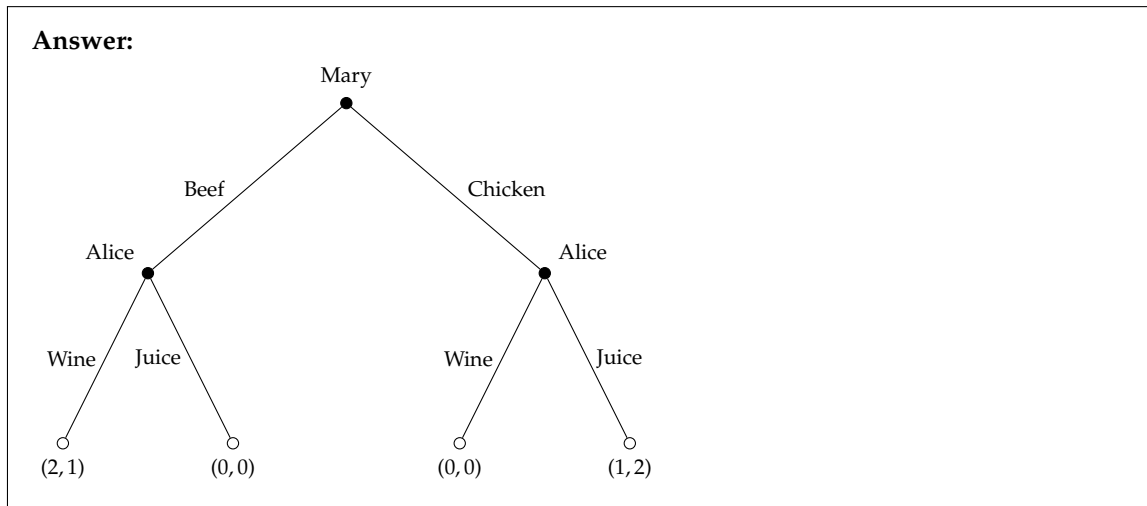 Answer:
Mary
Beef
Chicken
Alice
Alice
Wine
Juice
Wine
Juice
(2, 1)
(0, 0)
(0, 0)
(1, 2)